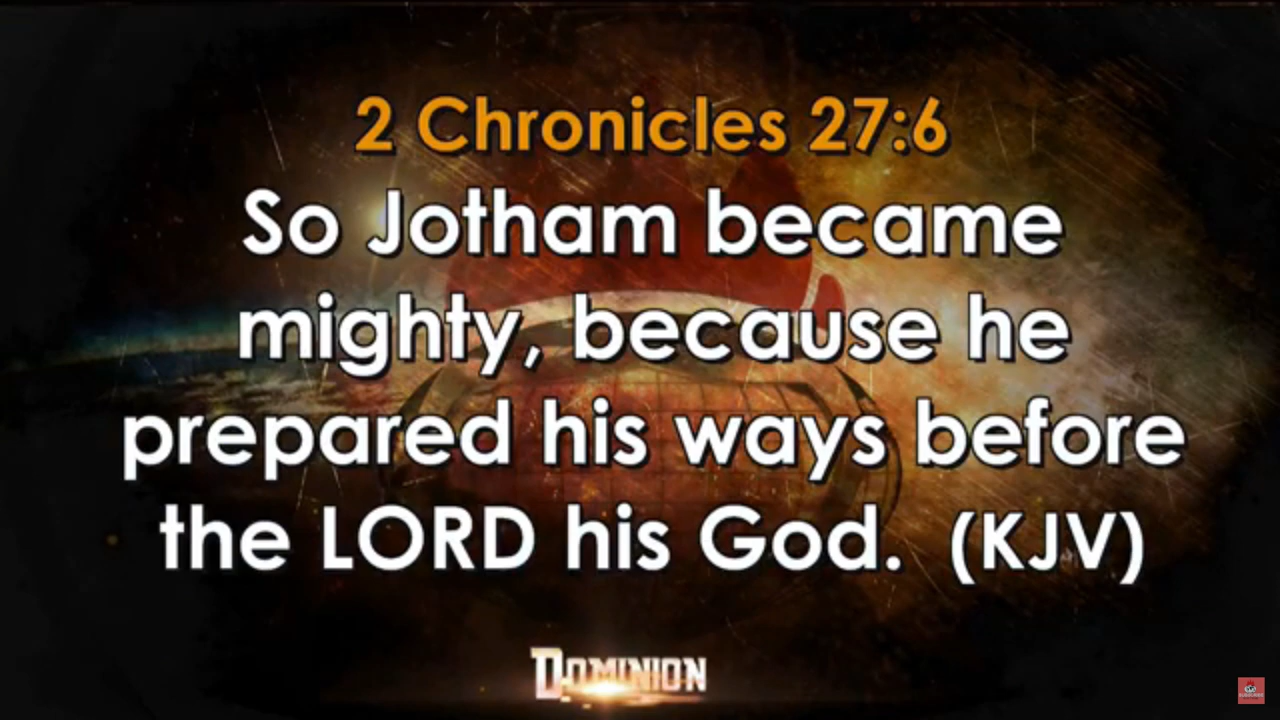 2 Chronicles 27:6
So Jotham became
mighty, because he
prepared his ways before
the LORD his God. (KJV)
DOMINION